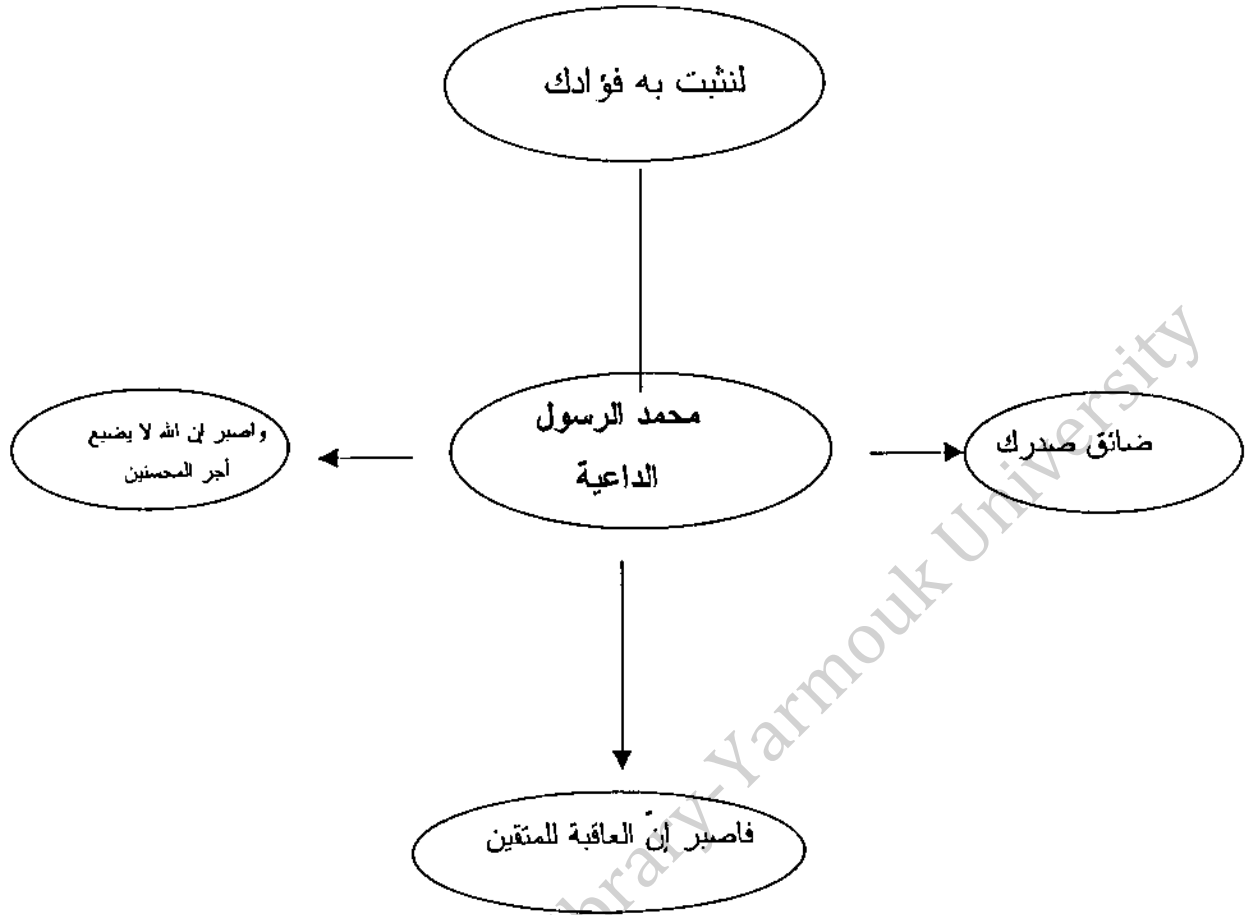 لنثبت به فؤادك
محمد الرسول
الداعية
ضائق صدرك
واصبر إن الله لا يضيع
أجر المحسنين
فاصبر إنّ العاقبة للمتقين
brary-Yarmouk University